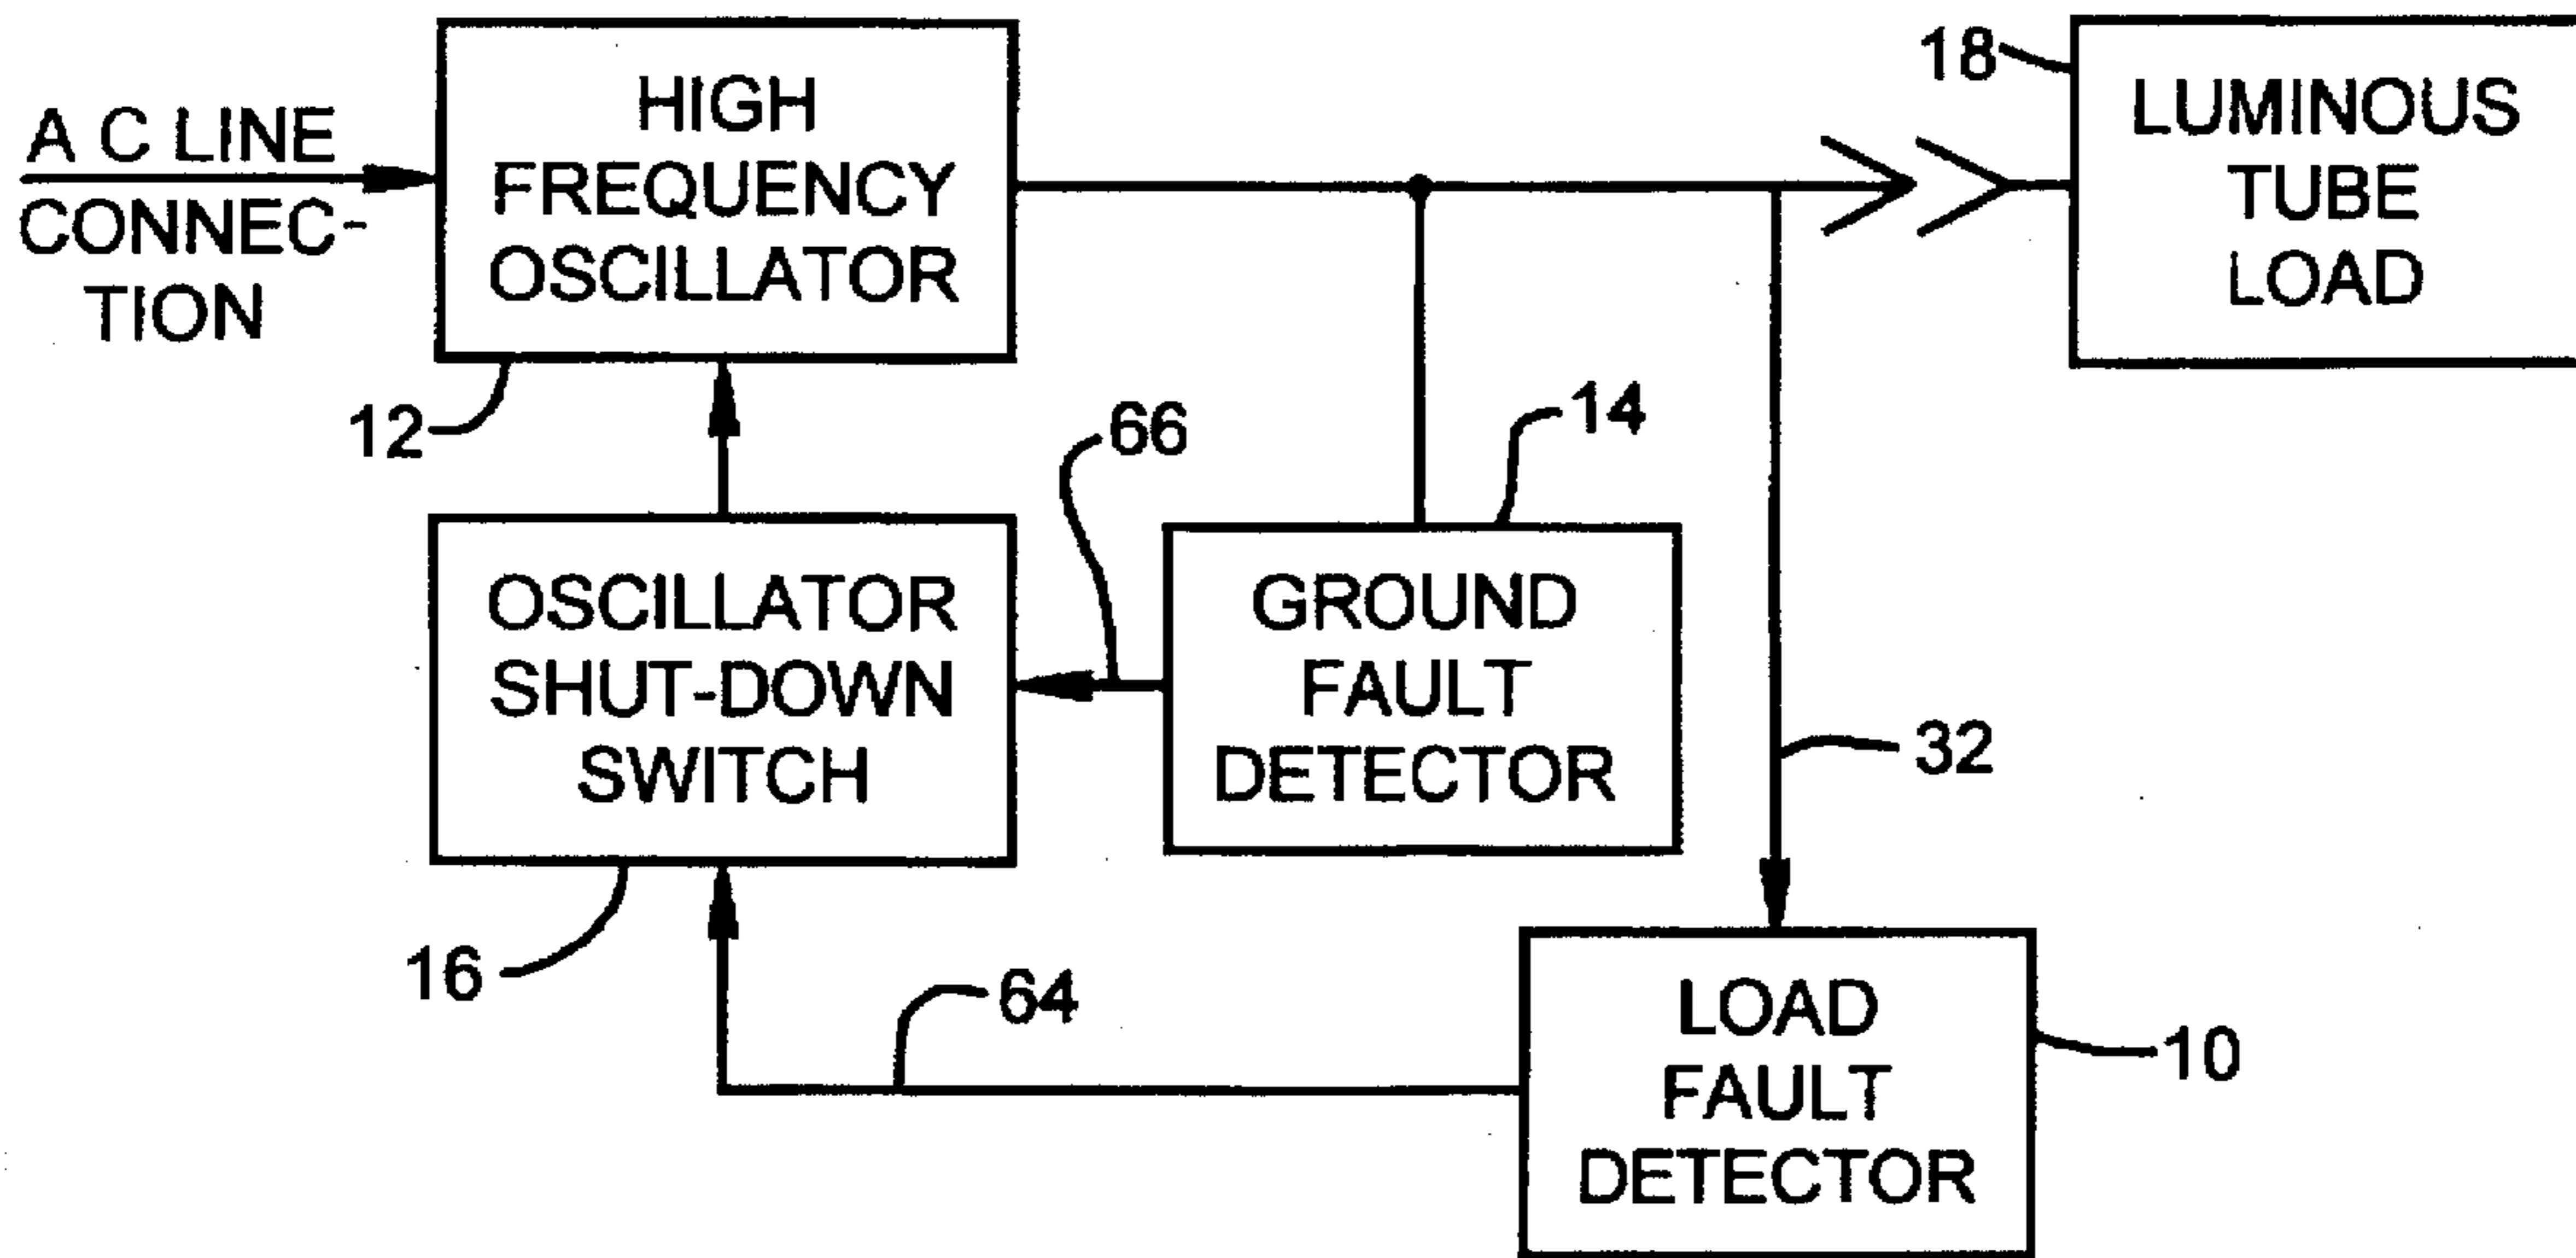 A C LINE
CONNEC-
TION
HIGH
FREQUENCY
OSCILLATOR
12
18
LUMINOUS
TUBE
LOAD
OSCILLATOR
SHUT-DOWN
SWITCH
16
66
14
GROUND
FAULT
DETECTOR
32
64
LOAD
FAULT
DETECTOR
10